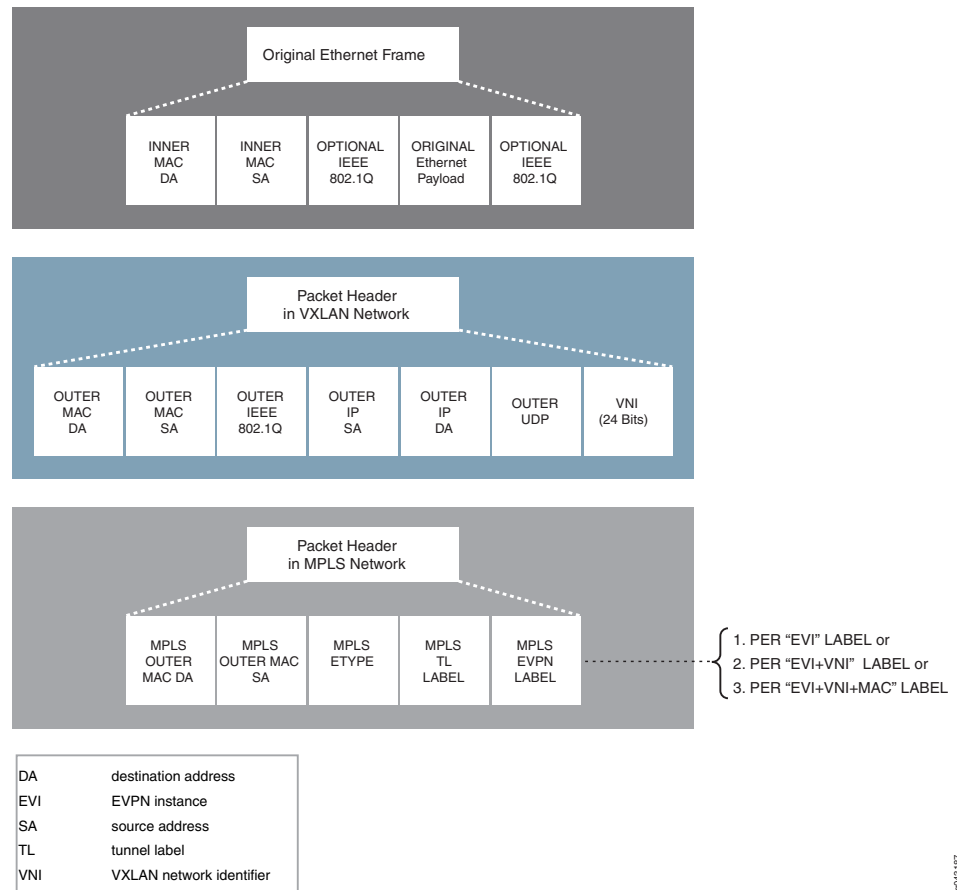 Original Ethernet Frame
INNER
MAC
DA
INNER
MAC
SA
OPTIONAL
IEEE
802.1Q
ORIGINAL
Ethernet
Payload
OPTIONAL
IEEE
802.1Q
Packet Header
in VXLAN Network
OUTER
MAC
DA
OUTER
MAC
SA
OUTER
IEEE
802.1Q
OUTER
IP
SA
OUTER
IP
DA
OUTER
UDP
VNI
(24 Bits)
Packet Header
in MPLS Network
MPLS
OUTER
MAC DA
MPLS
OUTER MAC
SA
MPLS
ETYPE
MPLS
TL
LABEL
MPLS
EVPN
LABEL
1. PER “EVI” LABEL or
2. PER “EVI+VNI” LABEL or
3. PER “EVI+VNI+MAC” LABEL
DA destination address
EVI EVPN instance
SA source address
TL tunnel label
VNI VXLAN network identifier